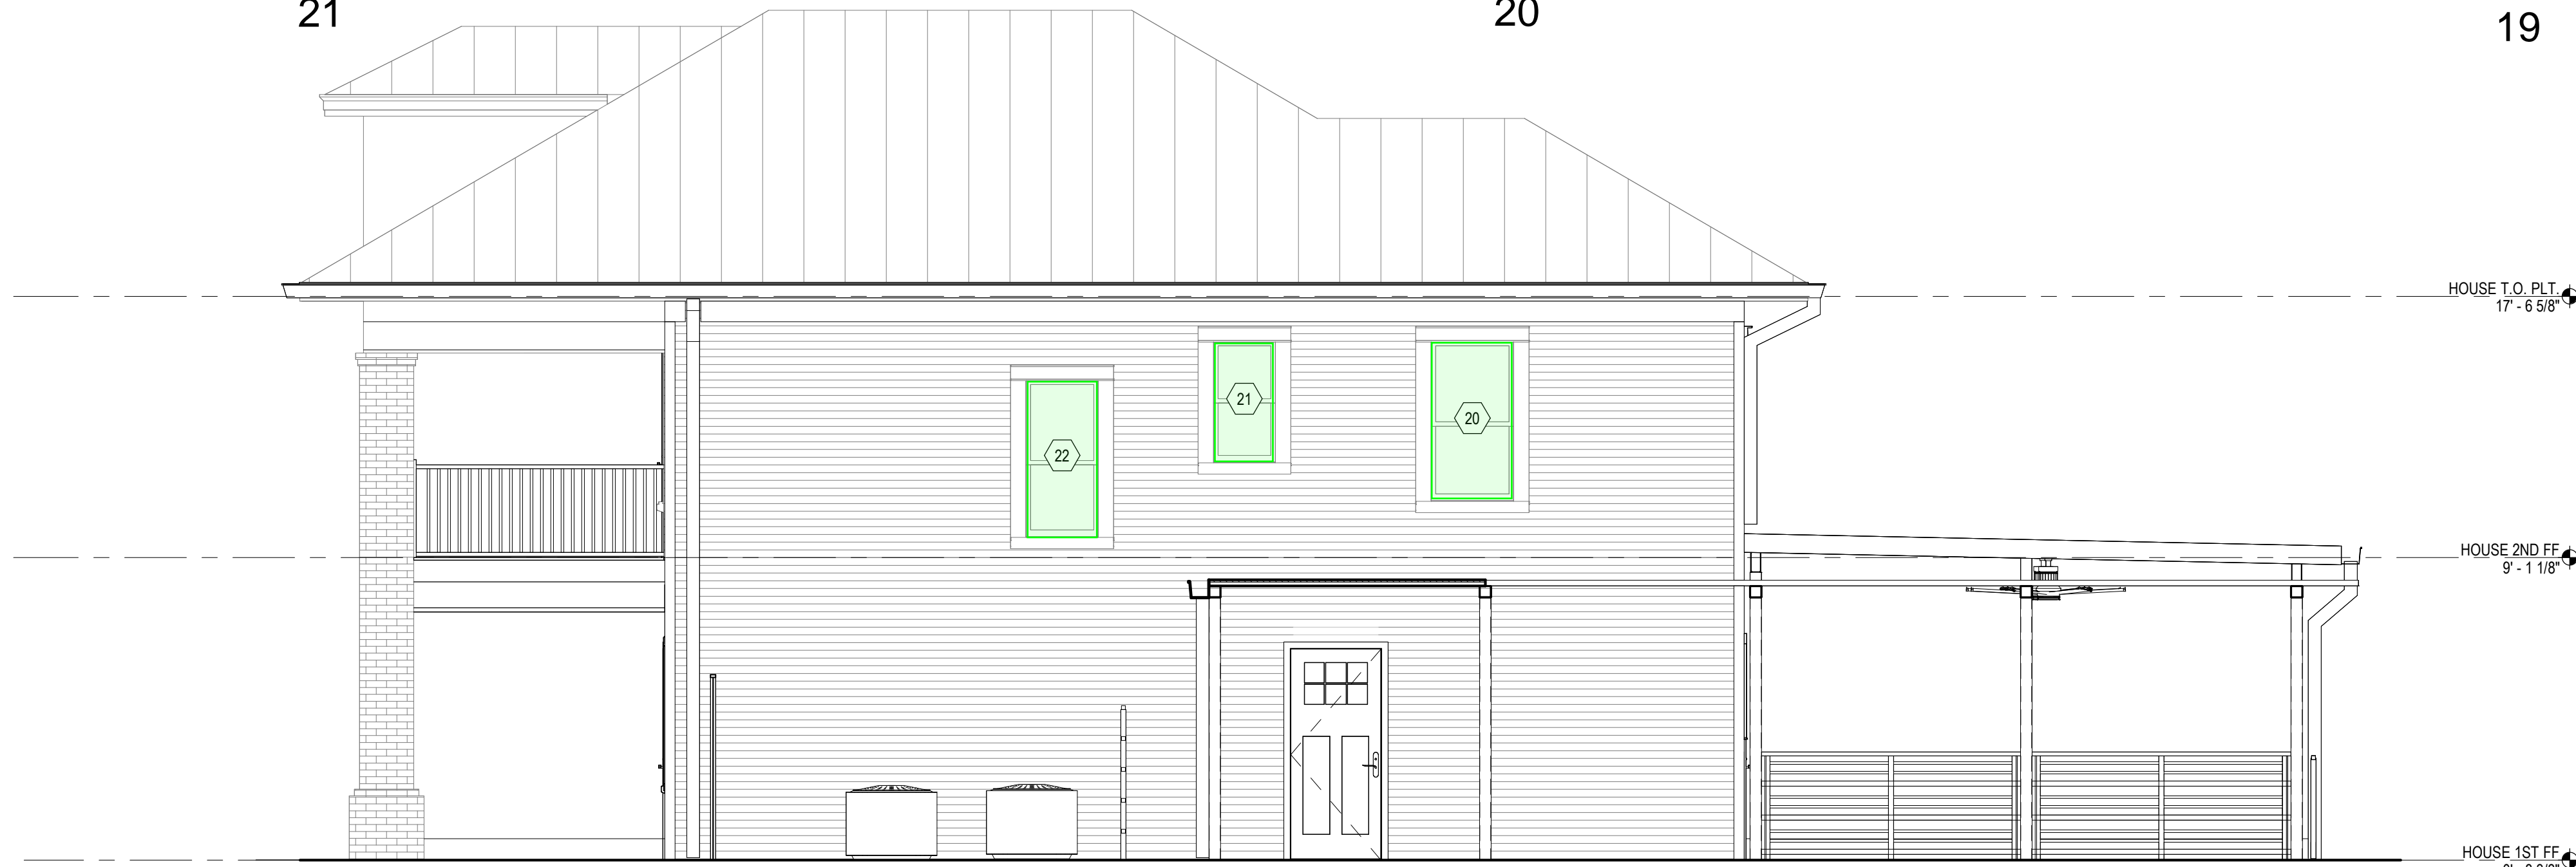 21
20
19
HOUSE T.O. PLT.
17' - 6 5/8"
21
20
22
HOUSE 2ND FF
9' - 1 1/8"
HOUSE 1ST FF